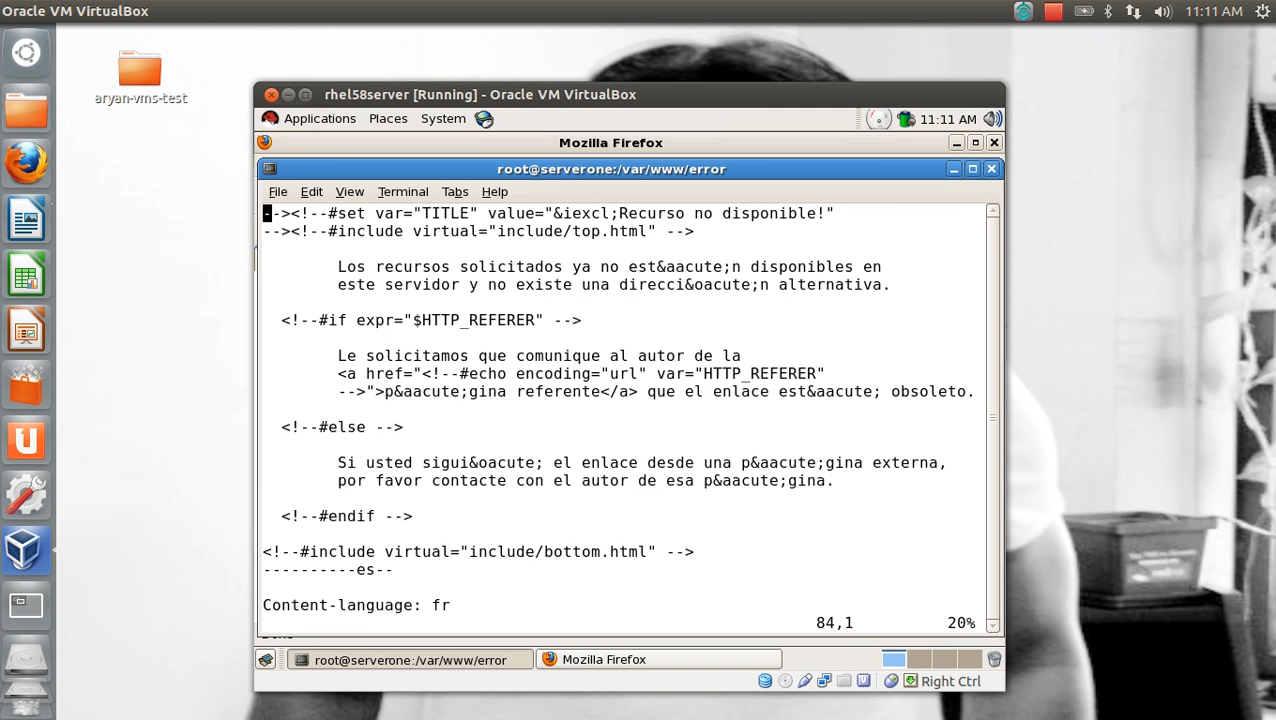 Oracle VM VirtualBox
11:11 AM
aryan-vms-test
rhel58server [Running] - Oracle VM VirtualBox
Applications Places System
11:11 AM
Mozilla Firefox
root@serverone:/var/www/error
File Edit View Terminal Tabs Help
--><!--#set var="TITLE" value="&iexcl;Recurso no disponible!"
--><!--#include virtual="include/top.html" -->
Los recursos solicitados ya no est&aacute;n disponibles en
este servidor y no existe una direcci&oacute;n alternativa.
<!--#if expr="$HTTP_REFERER" -->
Le solicitamos que comunique al autor de la
<a href="<!--#echo encoding="url" var="HTTP_REFERER"
-->">p&aacute;gina referente</a> que el enlace est&aacute; obsoleto.
<!--#else -->
Si usted sigui&oacute; el enlace desde una p&aacute;gina externa,
por favor contacte con el autor de esa p&aacute;gina.
<!--#endif -->
<!--#include virtual="include/bottom.html" -->
----------es--
Content-language: fr
84,1 20%
root@serverone:/var/www/error
Mozilla Firefox
Right Ctrl